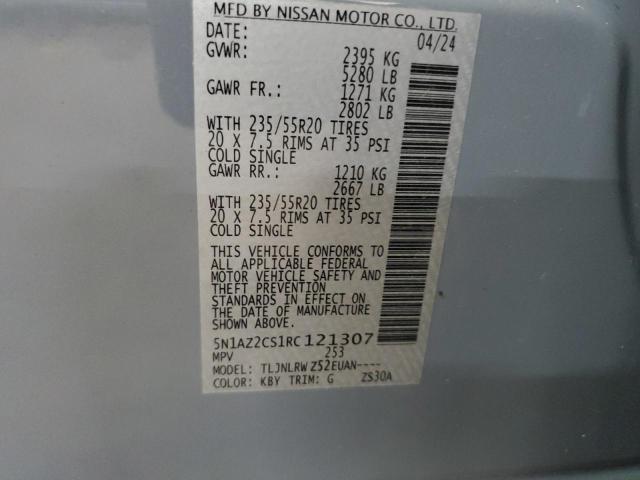 MFD BY NISSAN MOTOR CO., LTD.
DATE: 04/24
GVWR: 2395 KG
5280 LB
GAWR FR.: 1271 KG
2802 LB
WITH 235/55R20 TIRES
20 X 7.5 RIMS AT 35 PSI
COLD SINGLE
GAWR RR.: 1210 KG
2667 LB
WITH 235/55R20 TIRES
20 X 7.5 RIMS AT 35 PSI
COLD SINGLE
THIS VEHICLE CONFORMS TO
ALL APPLICABLE FEDERAL
MOTOR VEHICLE SAFETY AND
THEFT PREVENTION
STANDARDS IN EFFECT ON
THE DATE OF MANUFACTURE
SHOWN ABOVE.
5N1AZ2CS1RC121307
MPV 253
MODEL: TLJNLRW Z52EUAN----
COLOR: KBY TRIM: G ZS30A